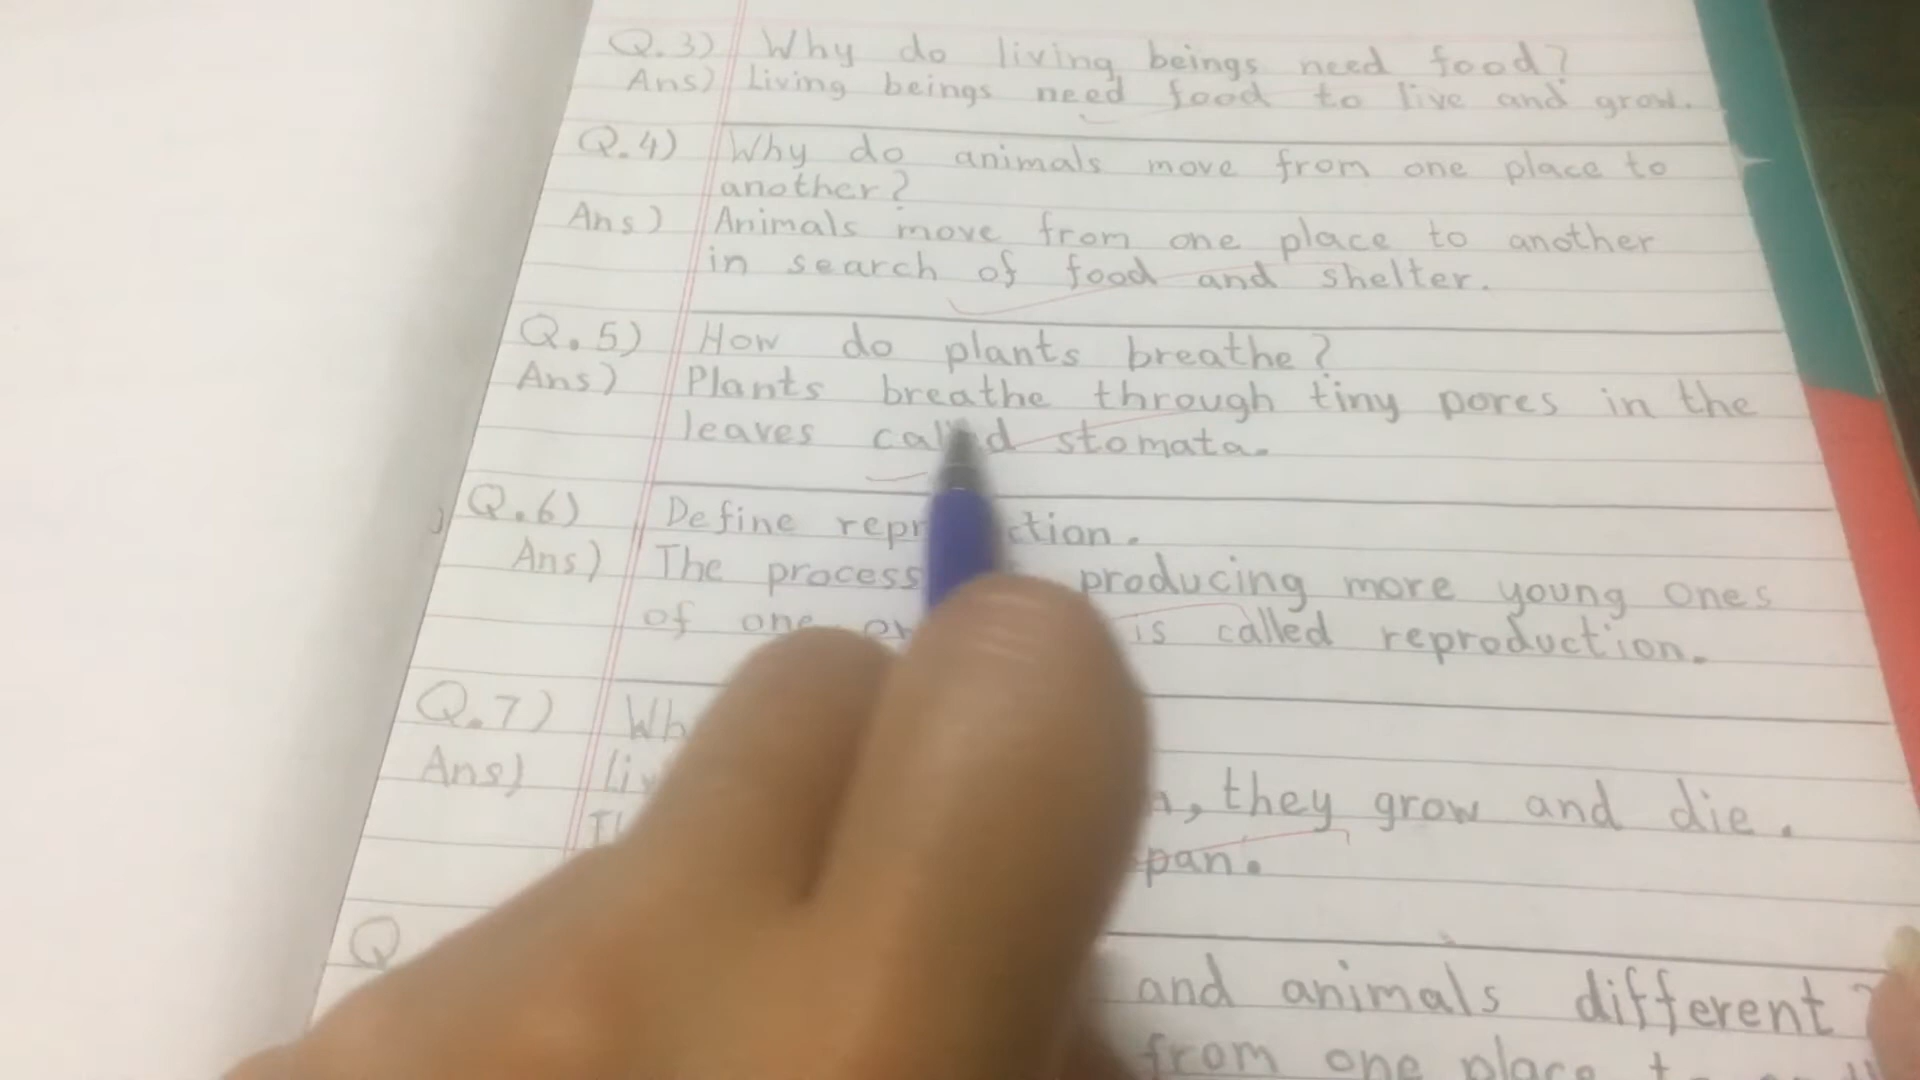 Q.3) Why do living beings need food?
Ans) Living beings need food to live and grow.
Q.4) Why do animals move from one place to
another?
Ans) Animals move from one place to another
in search of food and shelter.
Q.5) How do plants breathe?
Ans) Plants breathe through tiny pores in the
leaves called stomata.
Q.6) Define
Ans) The process producing more young ones
of one is called reproduction.
Q.7)
Ans) they grow and die.
Q and animals different?
from one place